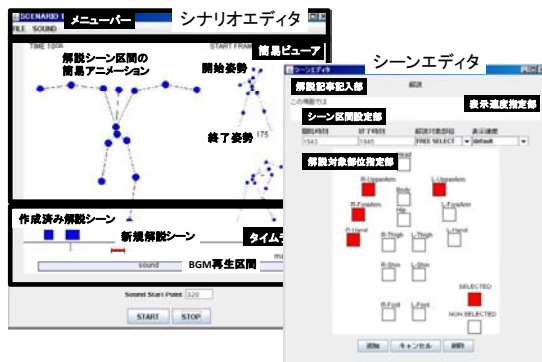 シナリオエディタ
SCENARIO
メニューバー
FILE SOUND
TIME
START FRAM
簡易ビューア
解説シーン区間の
簡易アニメーション
開始姿勢
終了姿勢
175
作成済み解説シーン
新規解説シーン
タイム
sound
BGM再生区間
Sound Start Point 320
START STOP
シーンエディタ
シーンエディタ
解説記事記入部
解説
この場面では
表示速度指定部
シーン区間設定部
開始時刻 終了時刻 解説対象部位 表示速度
1543 1845 FREE SELECT default
解説対象部位指定部
Head
R-UpperArm L-UpperArm
Body
R-ForeArm L-ForeArm
Hip
R-Hand L-Hand
R-Thigh L-Thigh
R-Shin L-Shin
R-Foot L-Foot
SELECTED
NON SELECTED
追加 キャンセル 削除